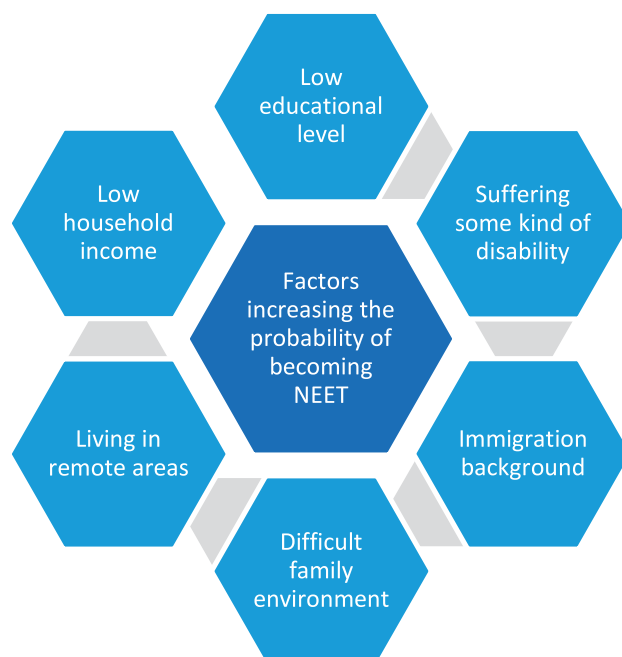 Low
educational
level
Suffering
some kind of
disability
Immigration
background
Difficult
family
environment
Living in
remote areas
Low
household
income
Factors
increasing the
probability of
becoming
NEET